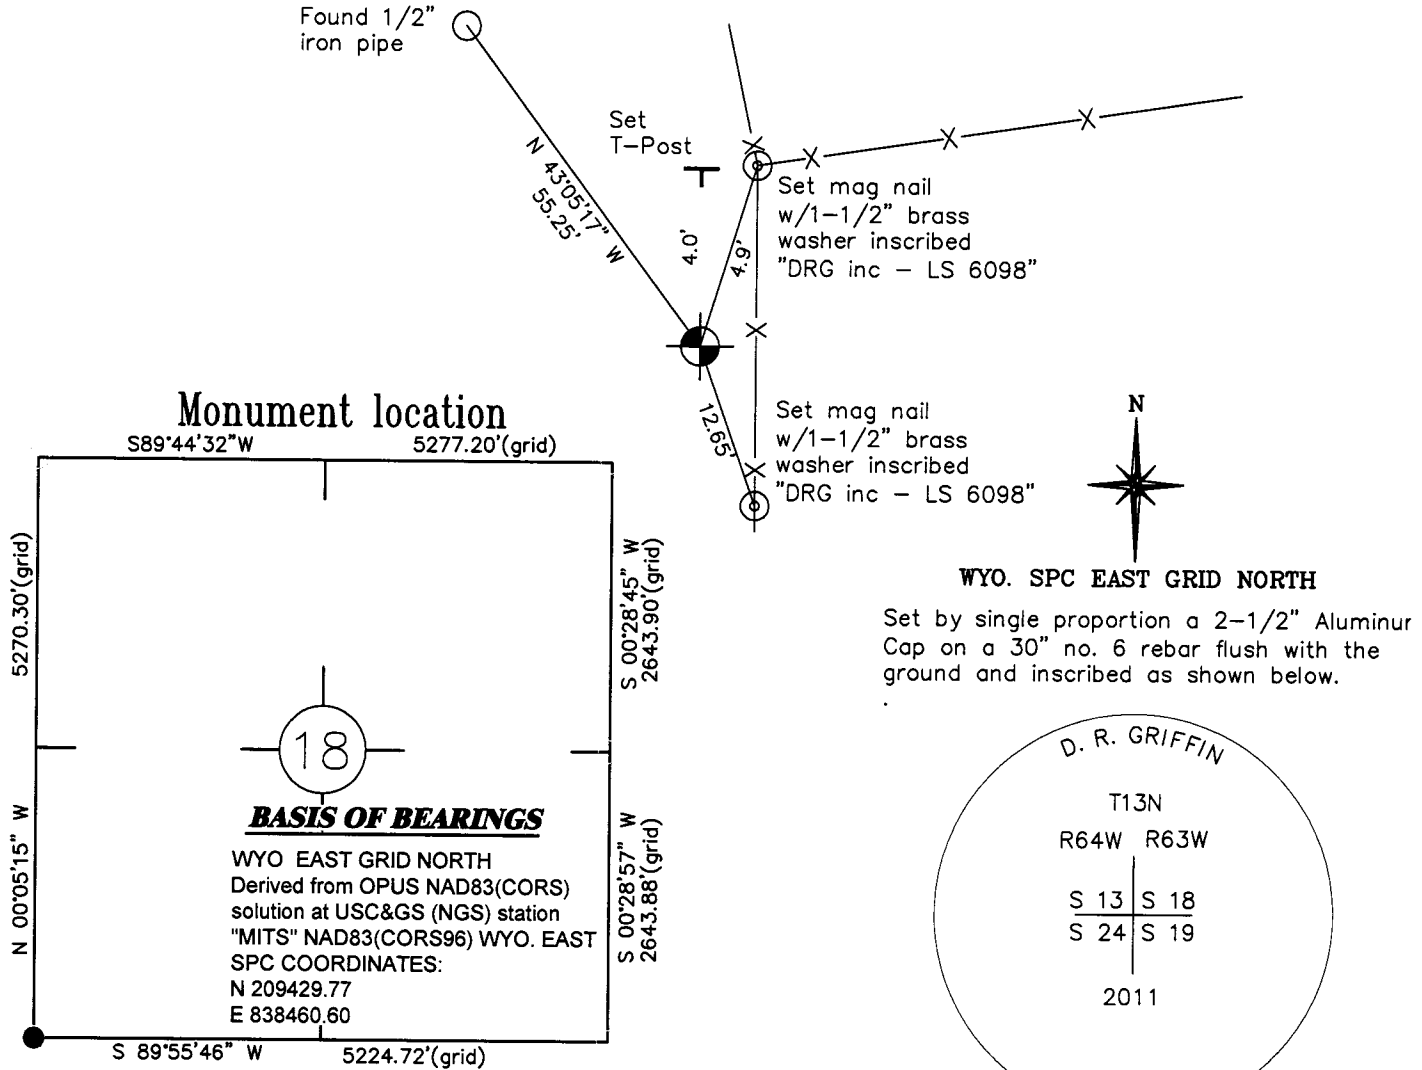 Found 1/2"
iron pipe
Set
T-Post
N 43°05'17" W
55.25'
4.0'
4.9'
Set mag nail
w/1-1/2" brass
washer inscribed
"DRG inc - LS 6098"
12.65'
Set mag nail
w/1-1/2" brass
washer inscribed
"DRG inc - LS 6098"
Monument location
S89°44'32"W 5277.20'(grid)
5270.30'(grid)
N 00°05'15" W
S 00°28'45" W
2643.90'(grid)
S 00°28'57" W
2643.88'(grid)
18
BASIS OF BEARINGS
WYO EAST GRID NORTH
Derived from OPUS NAD83(CORS)
solution at USC&GS (NGS) station
"MITS" NAD83(CORS96) WYO. EAST
SPC COORDINATES:
N 209429.77
E 838460.60
S 89°55'46" W 5224.72'(grid)
N
WYO. SPC EAST GRID NORTH
Set by single proportion a 2-1/2" Aluminur
Cap on a 30" no. 6 rebar flush with the
ground and inscribed as shown below.
.
D. R. GRIFFIN
T13N
R64W R63W
S 13 S 18
S 24 S 19
2011